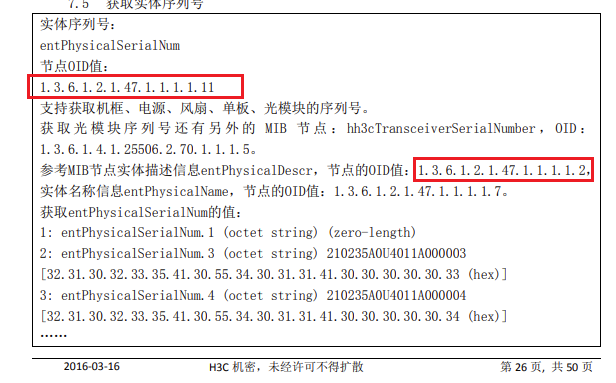 7.5 获取实体序列号
实体序列号：
entPhysicalSerialNum
节点OID值：
1.3.6.1.2.1.47.1.1.1.1.11
支持获取机框、电源、风扇、单板、光模块的序列号。
获取光模块序列号还有另外的 MIB 节点：hh3cTransceiverSerialNumber，OID：
1.3.6.1.4.1.25506.2.70.1.1.1.5。
参考MIB节点实体描述信息entPhysicalDescr，节点的OID值：1.3.6.1.2.1.47.1.1.1.1.2，
实体名称信息entPhysicalName，节点的OID值：1.3.6.1.2.1.47.1.1.1.1.7。
获取entPhysicalSerialNum的值：
1: entPhysicalSerialNum.1 (octet string) (zero-length)
2: entPhysicalSerialNum.3 (octet string) 210235A0U4011A000003
[32.31.30.32.33.35.41.30.55.34.30.31.31.41.30.30.30.30.30.33 (hex)]
3: entPhysicalSerialNum.4 (octet string) 210235A0U4011A000004
[32.31.30.32.33.35.41.30.55.34.30.31.31.41.30.30.30.30.30.34 (hex)]
……
2016-03-16 H3C 机密，未经许可不得扩散 第 26 页, 共 50 页